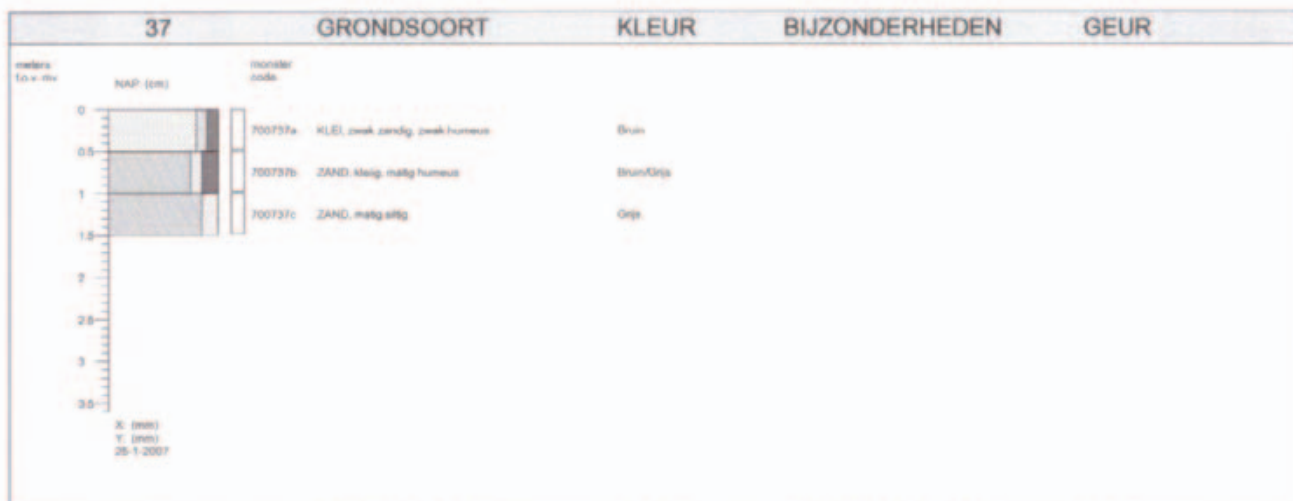 37 GRONDSOORT KLEUR BIJZONDERHEDEN GEUR
meters monster
t.o.v. mv NAP: (cm) code
0
700737a KLEI, zwak zandig, zwak humeus Bruin
0.5
700737b ZAND, kleiig, matig humeus Bruin/Grijs
1
700737c ZAND, matig siltig Grijs
1.5
2
2.5
3
3.5
X: (mm)
Y: (mm)
26-1-2007